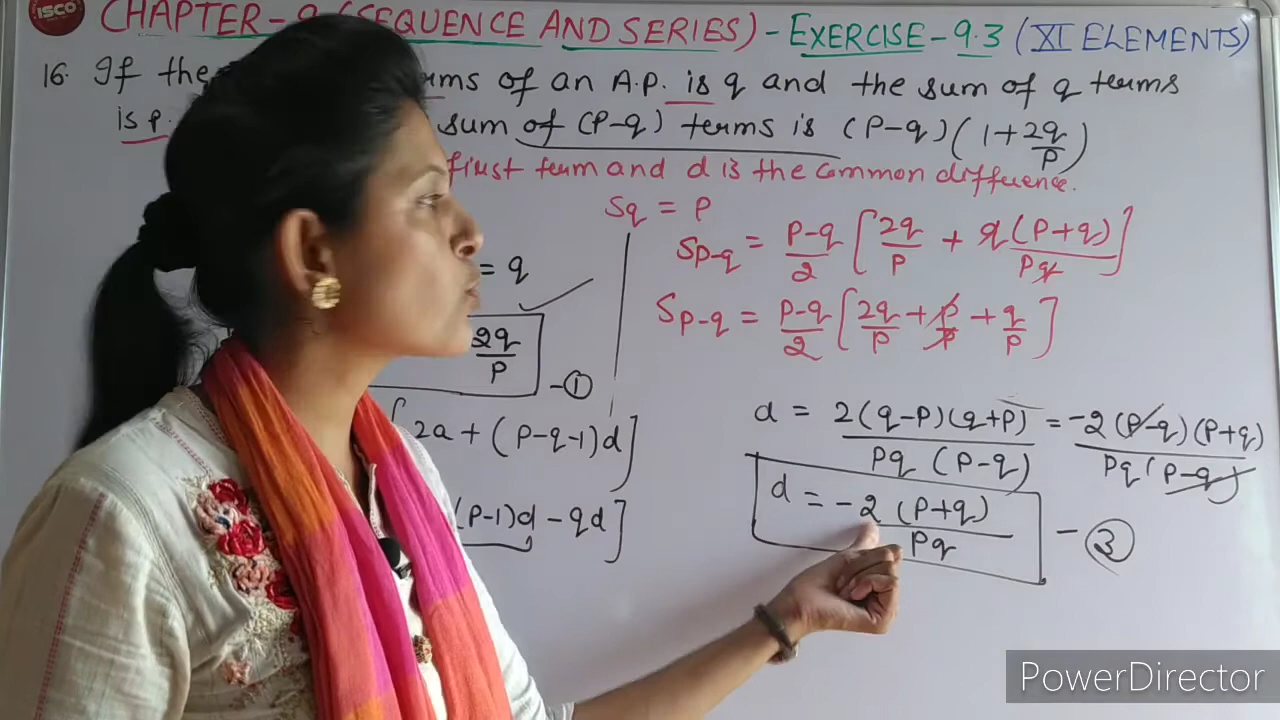 ISCO
CHAPTER-9 (SEQUENCE AND SERIES) - EXERCISE-9.3 (XI ELEMENTS)
16. If the of an A.P. is q and the sum of q terms
is p. sum of (P-q) terms is (P-q)(1+2q/P)
first term and d is the common difference.
Sq = P
Sp-q = P-q/2 [2q/P + q(P+q)/Pq]
= q
Sp-q = P-q/2 [2q/P + P/P + q/P]
2q/P -①
2a + (P-q-1)d]
d = 2(q-P)(q+P)/Pq(P-q) = -2(P-q)(P+q)/Pq(P-q)
(P-1)d - qd]
d = -2(P+q)/Pq -③
PowerDirector